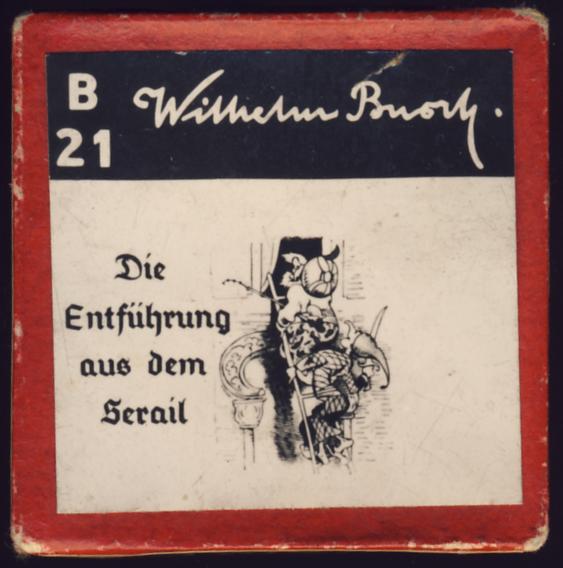 B
21
Wilhelm Busch.
Die
Entführung
aus dem
Serail